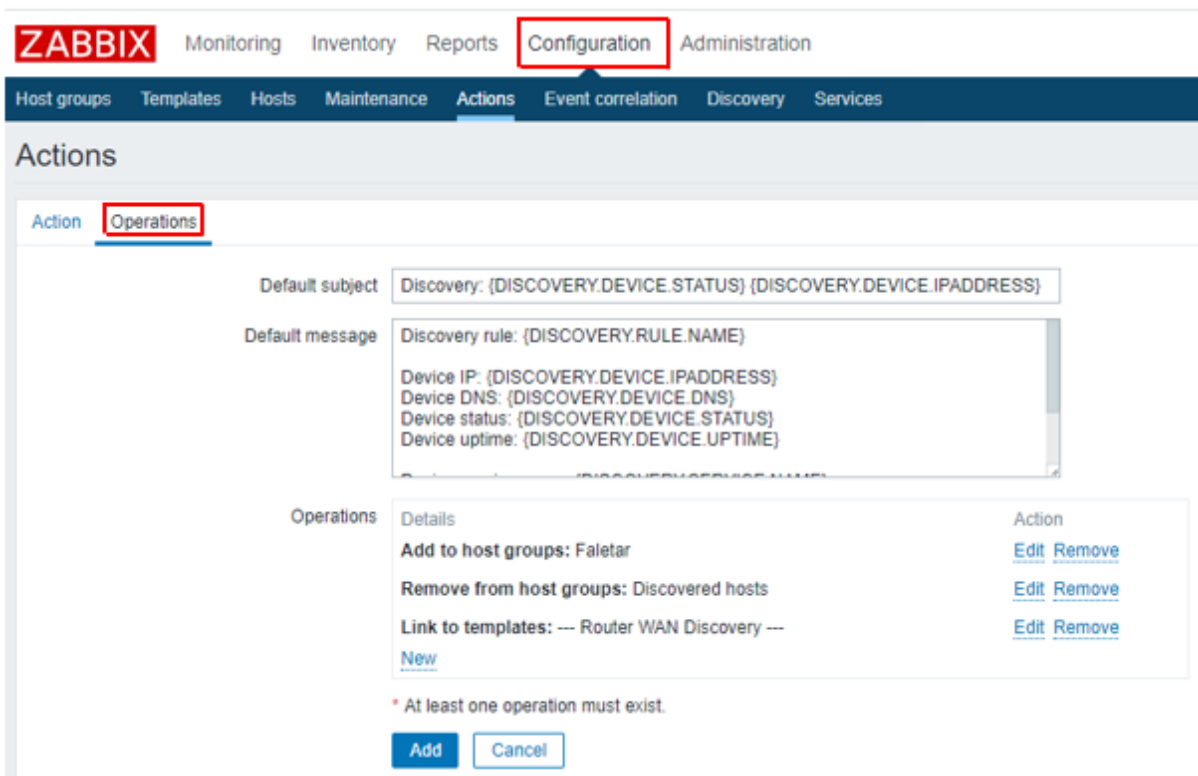 ZABBIX Monitoring Inventory Reports Configuration Administration
Host groups Templates Hosts Maintenance Actions Event correlation Discovery Services
Actions
Action Operations
Default subject Discovery: {DISCOVERY.DEVICE.STATUS} {DISCOVERY.DEVICE.IPADDRESS}
Default message Discovery rule: {DISCOVERY.RULE.NAME}
Device IP: {DISCOVERY.DEVICE.IPADDRESS}
Device DNS: {DISCOVERY.DEVICE.DNS}
Device status: {DISCOVERY.DEVICE.STATUS}
Device uptime: {DISCOVERY.DEVICE.UPTIME}
Operations Details Action
Add to host groups: Faletar Edit Remove
Remove from host groups: Discovered hosts Edit Remove
Link to templates: --- Router WAN Discovery --- Edit Remove
New
* At least one operation must exist.
Add Cancel